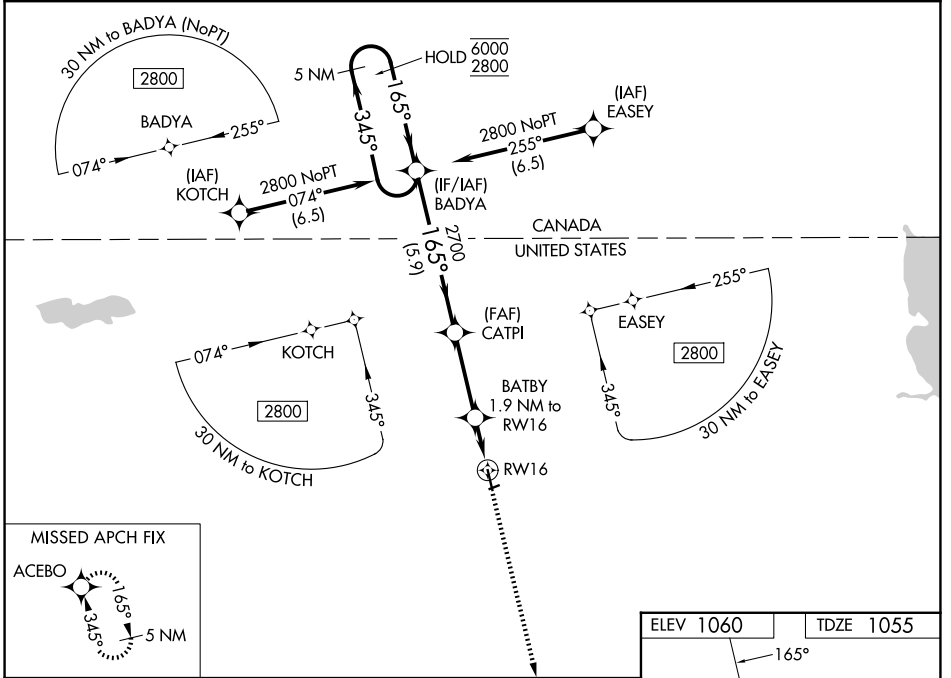 30 NM to BADYA (NoPT)
2800
BADYA
074°
255°
HOLD 6000
2800
5 NM
165°
345°
(IAF)
EASEY
2800 NoPT
255°
(6.5)
(IAF)
KOTCH
2800 NoPT
074°
(6.5)
(IF/IAF)
BADYA
CANADA
UNITED STATES
2700
165°
(5.9)
(FAF)
CATPI
074°
KOTCH
345°
2800
30 NM to KOTCH
255°
EASEY
345°
2800
30 NM to EASEY
BATBY
1.9 NM to
RW16
RW16
MISSED APCH FIX
ACEBO
165°
345°
5 NM
ELEV 1060
TDZE 1055
165°